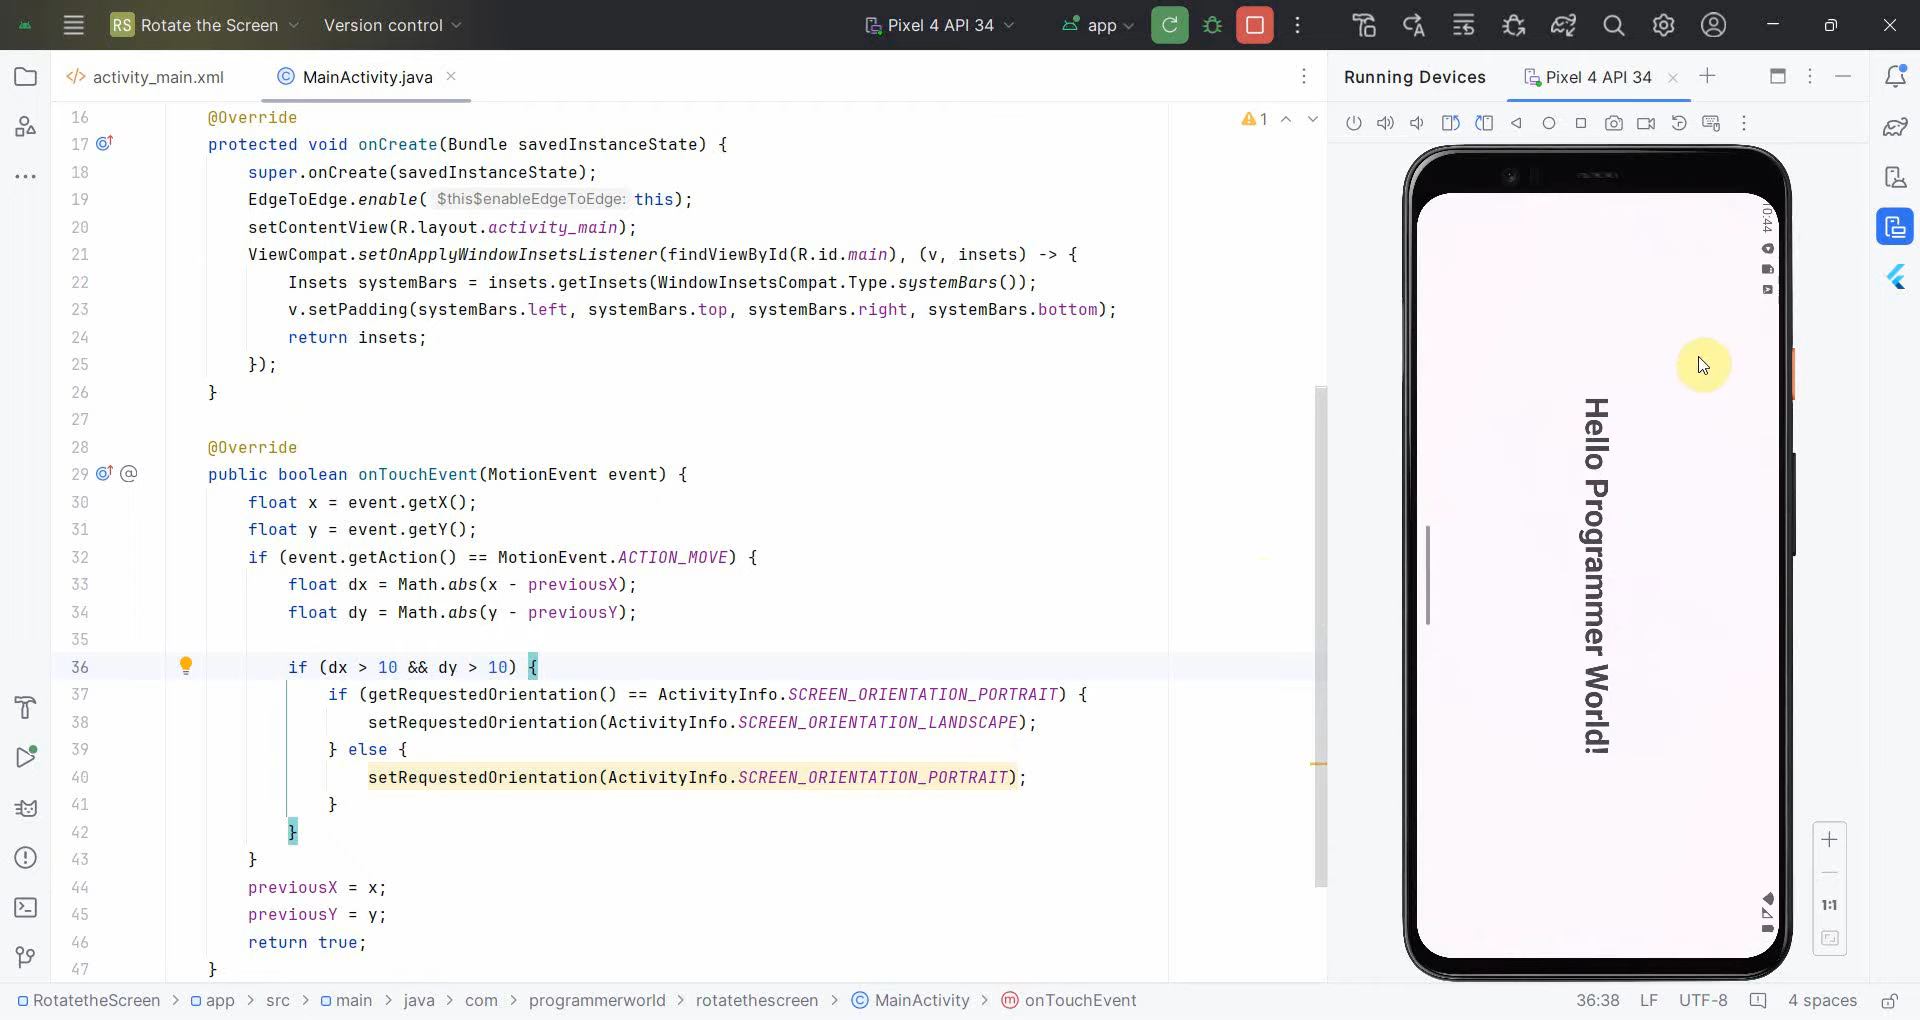 RS Rotate the Screen Version control Pixel 4 API 34 app
activity_main.xml MainActivity.java Running Devices Pixel 4 API 34
16 @Override 1
17 protected void onCreate(Bundle savedInstanceState) {
18 super.onCreate(savedInstanceState);
19 EdgeToEdge.enable( $this$enableEdgeToEdge: this);
20 setContentView(R.layout.activity_main);
21 ViewCompat.setOnApplyWindowInsetsListener(findViewById(R.id.main), (v, insets) -> {
22 Insets systemBars = insets.getInsets(WindowInsetsCompat.Type.systemBars());
23 v.setPadding(systemBars.left, systemBars.top, systemBars.right, systemBars.bottom);
24 return insets;
25 });
26 }
27
28 @Override
29 public boolean onTouchEvent(MotionEvent event) {
30 float x = event.getX();
31 float y = event.getY();
32 if (event.getAction() == MotionEvent.ACTION_MOVE) {
33 float dx = Math.abs(x - previousX);
34 float dy = Math.abs(y - previousY);
35
36 if (dx > 10 && dy > 10) {
37 if (getRequestedOrientation() == ActivityInfo.SCREEN_ORIENTATION_PORTRAIT) {
38 setRequestedOrientation(ActivityInfo.SCREEN_ORIENTATION_LANDSCAPE);
39 } else {
40 setRequestedOrientation(ActivityInfo.SCREEN_ORIENTATION_PORTRAIT);
41 }
42 }
43 }
44 previousX = x;
45 previousY = y;
46 return true;
47 }
10:44
Hello Programmer World!
1:1
RotatetheScreen > app > src > main > java > com > programmerworld > rotatethescreen > MainActivity > onTouchEvent 36:38 LF UTF-8 4 spaces